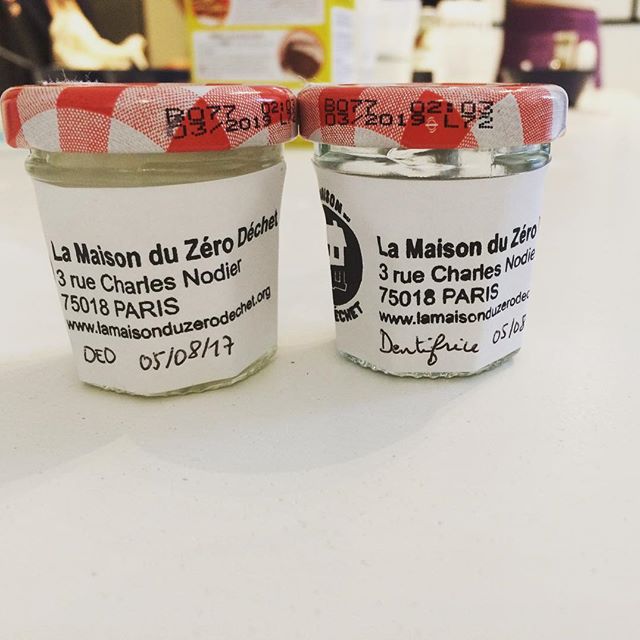 B077 02:03
03/2019 L72
La Maison du Zéro Déchet
3 rue Charles Nodier
75018 PARIS
www.lamaisonduzerodechet.org
DEO 05/08/17
B077 02:03
03/2019 L72
MAISON
DÉCHET
La Maison du Zéro
3 rue Charles Nodie
75018 PARIS
www.lamaisonduzerodec
Dentifrice 05/08